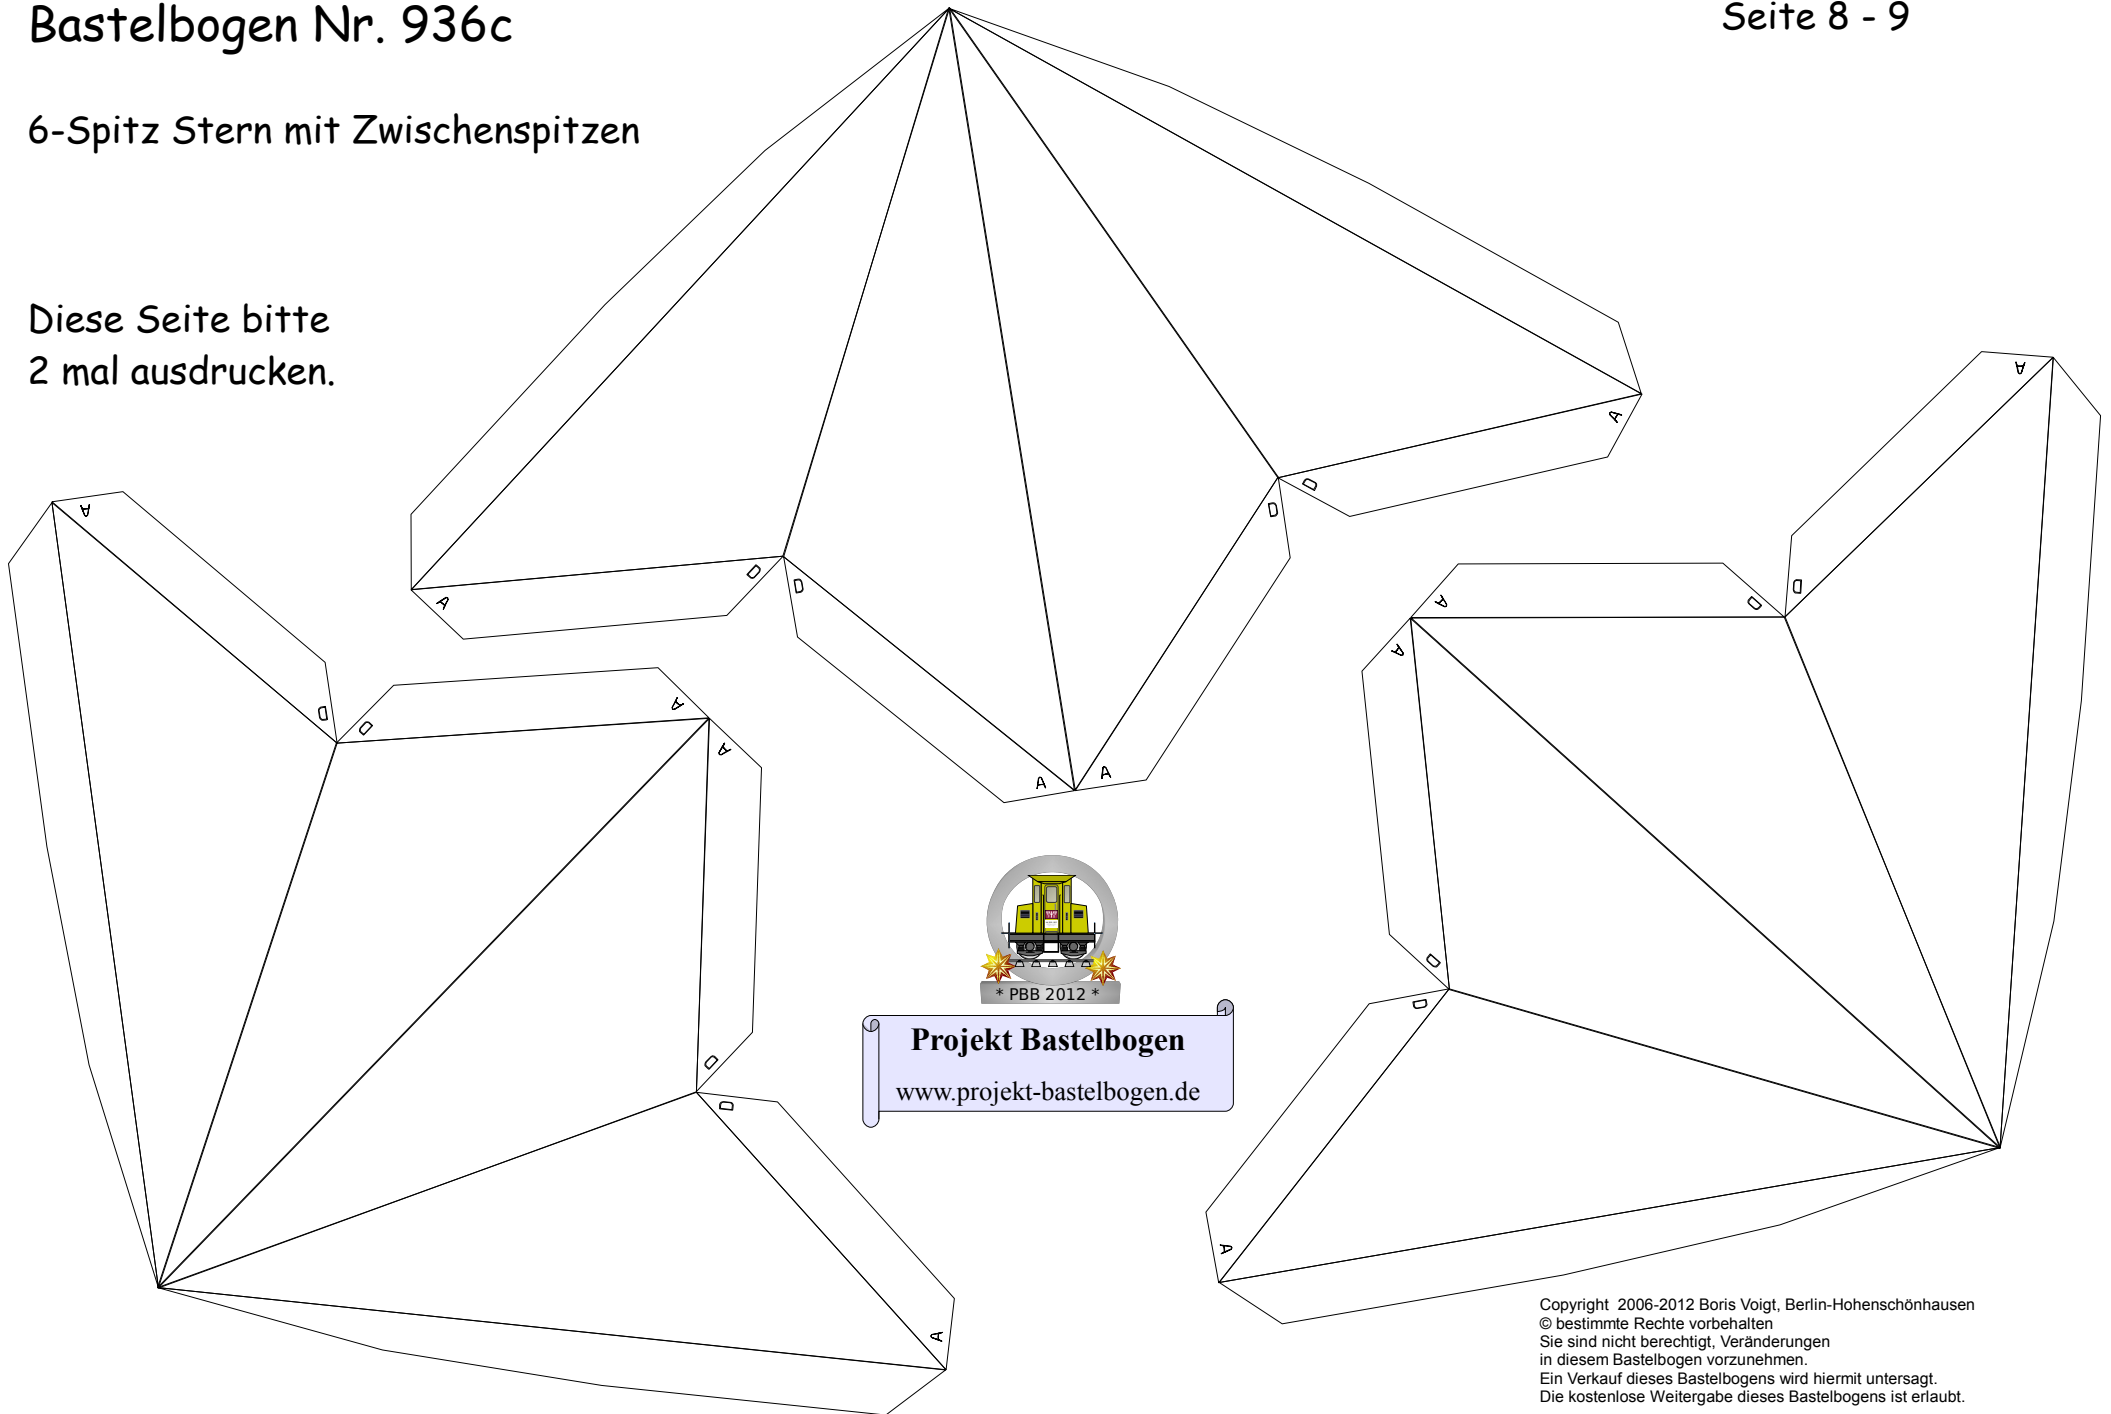 Bastelbogen Nr. 936c
Seite 8 - 9
6-Spitz Stern mit Zwischenspitzen
Diese Seite bitte
2 mal ausdrucken.
A
A
A
D
D
D
D
A
A
A
D
D
A
A
A
D
D
A
A
A
D
D
D
D
A
A
* PBB 2012 *
Projekt Bastelbogen
www.projekt-bastelbogen.de
Copyright 2006-2012 Boris Voigt, Berlin-Hohenschönhausen
© bestimmte Rechte vorbehalten
Sie sind nicht berechtigt, Veränderungen
in diesem Bastelbogen vorzunehmen.
Ein Verkauf dieses Bastelbogens wird hiermit untersagt.
Die kostenlose Weitergabe dieses Bastelbogens ist erlaubt.